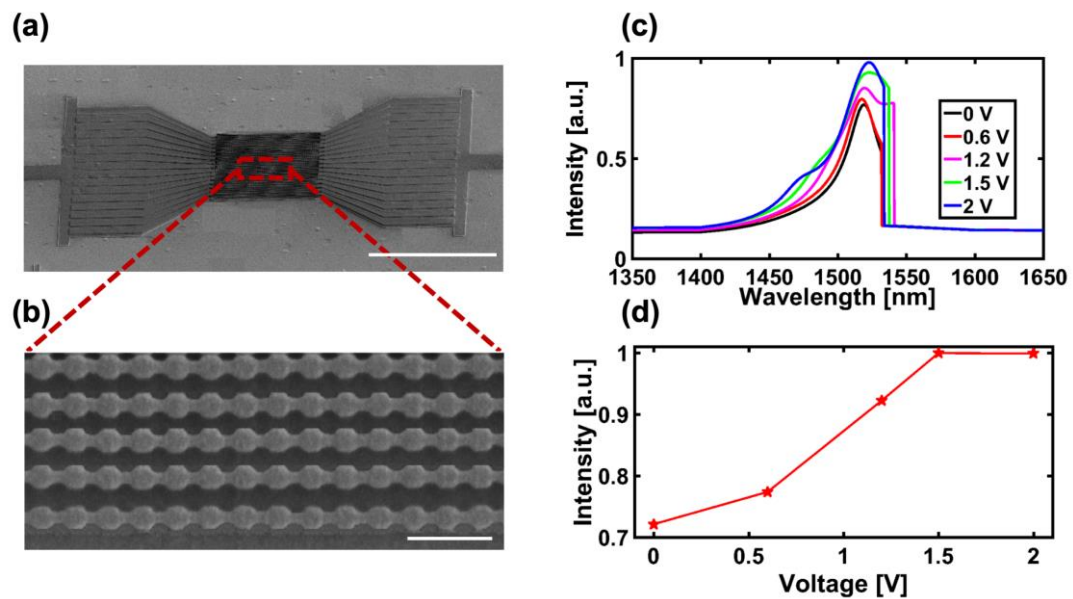 (a)
(b)
(c)
1
0.5
0
Intensity [a.u.]
0 V
0.6 V
1.2 V
1.5 V
2 V
1350 1400 1450 1500 1550 1600 1650
Wavelength [nm]
(d)
1
0.9
0.8
0.7
Intensity [a.u.]
0 0.5 1 1.5 2
Voltage [V]